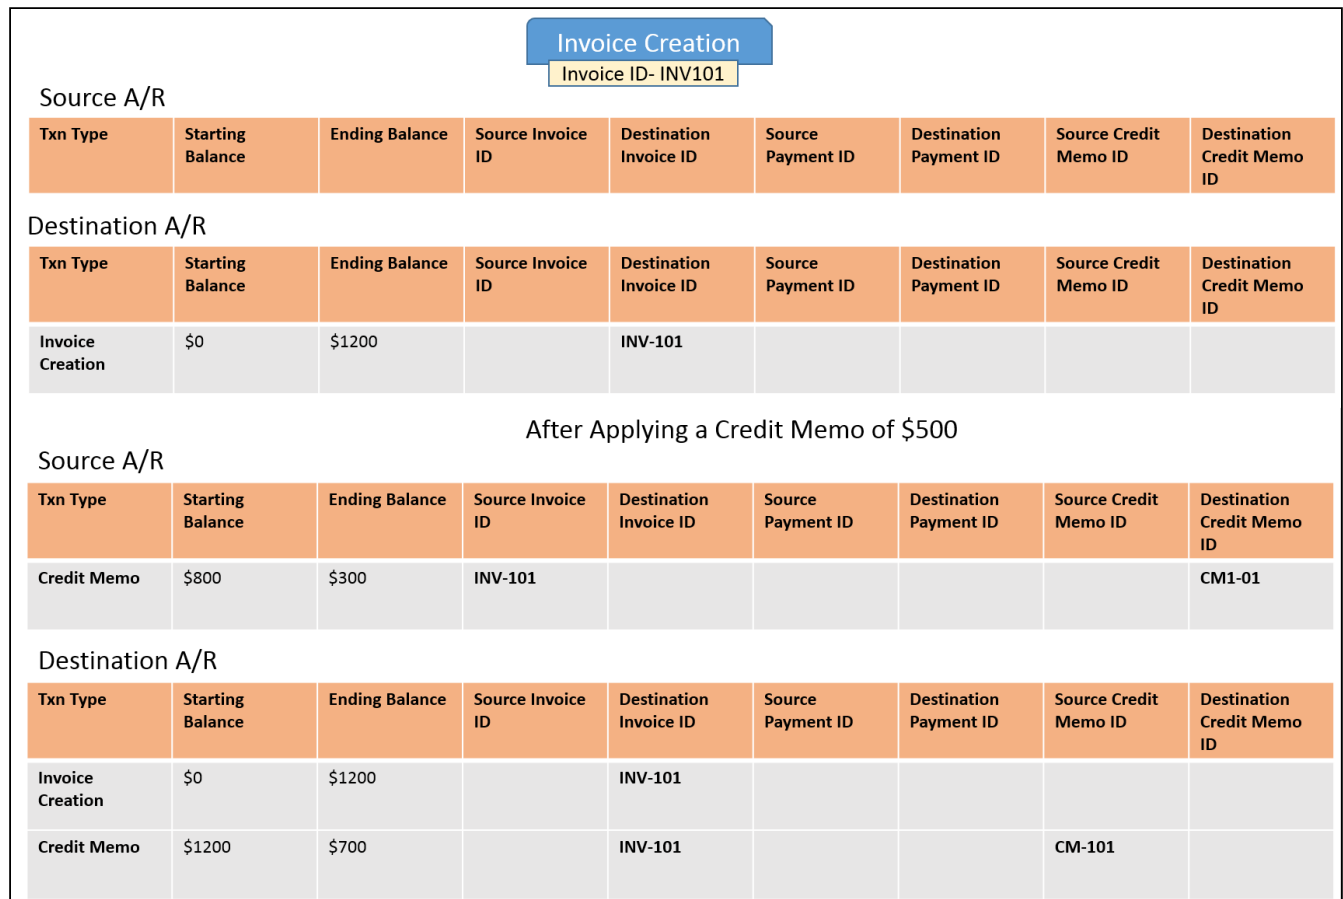 Invoice Creation
Invoice ID- INV101
Source A/R
Txn Type Starting Balance Ending Balance Source Invoice ID Destination Invoice ID Source Payment ID Destination Payment ID Source Credit Memo ID Destination Credit Memo ID
Destination A/R
Txn Type Starting Balance Ending Balance Source Invoice ID Destination Invoice ID Source Payment ID Destination Payment ID Source Credit Memo ID Destination Credit Memo ID
Invoice Creation $0 $1200 INV-101
After Applying a Credit Memo of $500
Source A/R
Txn Type Starting Balance Ending Balance Source Invoice ID Destination Invoice ID Source Payment ID Destination Payment ID Source Credit Memo ID Destination Credit Memo ID
Credit Memo $800 $300 INV-101 CM1-01
Destination A/R
Txn Type Starting Balance Ending Balance Source Invoice ID Destination Invoice ID Source Payment ID Destination Payment ID Source Credit Memo ID Destination Credit Memo ID
Invoice Creation $0 $1200 INV-101
Credit Memo $1200 $700 INV-101 CM-101